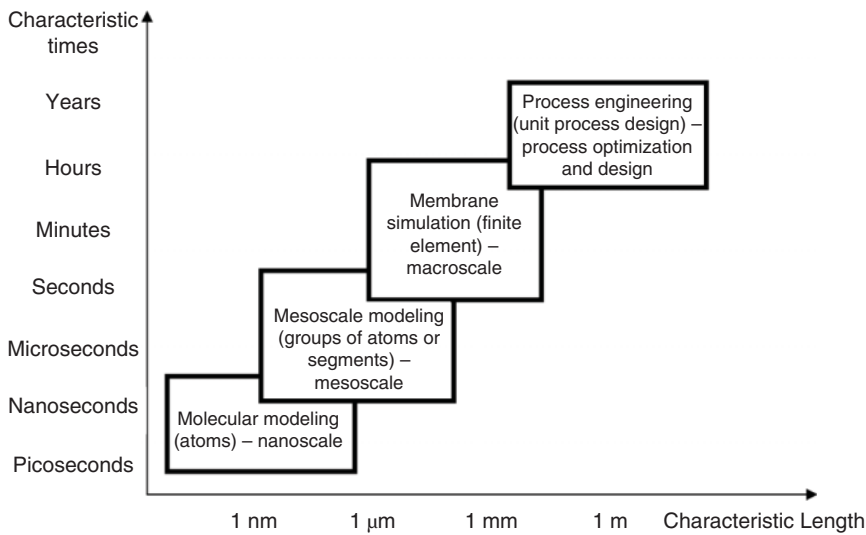 Characteristic
times
Years
Hours
Minutes
Seconds
Microseconds
Nanoseconds
Picoseconds
Process engineering
(unit process design) –
process optimization
and design
Membrane
simulation (finite
element) –
macroscale
Mesoscale modeling
(groups of atoms or
segments) –
mesoscale
Molecular modeling
(atoms) – nanoscale
1 nm
1 μm
1 mm
1 m
Characteristic Length